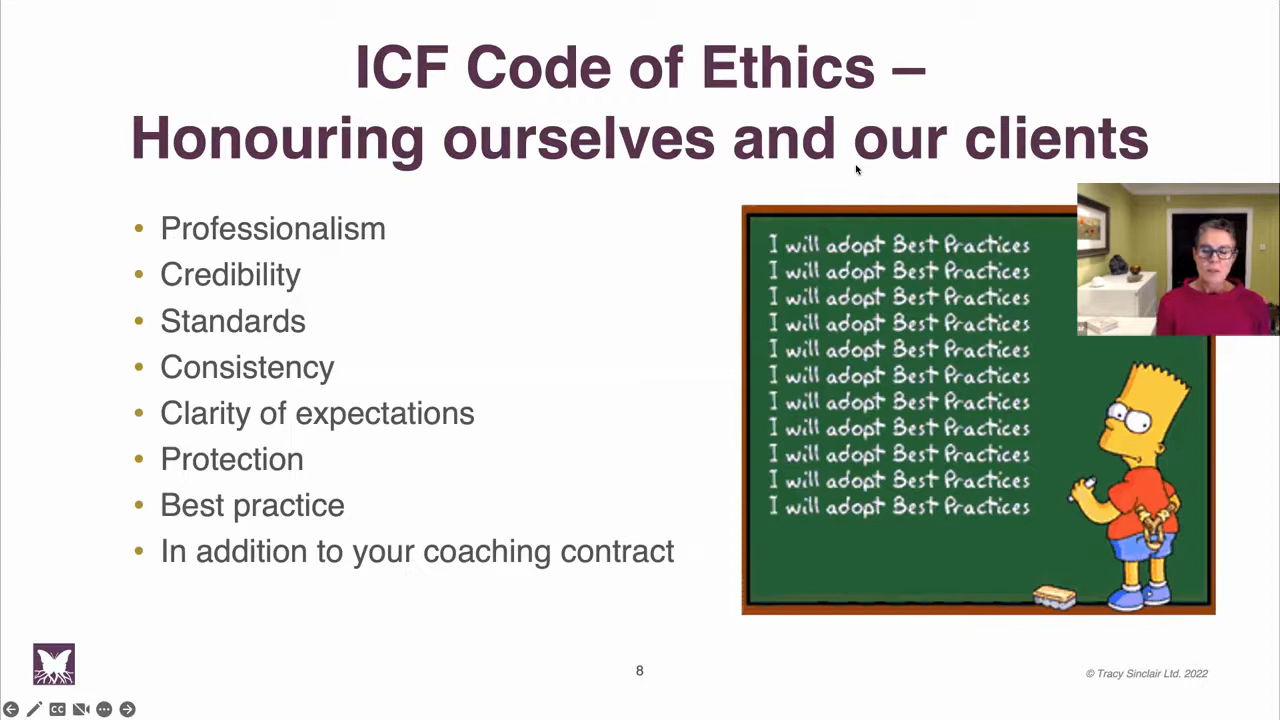 ICF Code of Ethics –
Honouring ourselves and our clients
• Professionalism
• Credibility
• Standards
• Consistency
• Clarity of expectations
• Protection
• Best practice
• In addition to your coaching contract
I will adopt Best Practices
I will adopt Best Practices
I will adopt Best Practices
I will adopt Best Practices
I will adopt Best Practices
I will adopt Best Practices
I will adopt Best Practices
I will adopt Best Practices
I will adopt Best Practices
I will adopt Best Practices
I will adopt Best Practices
8
© Tracy Sinclair Ltd. 2022
CC